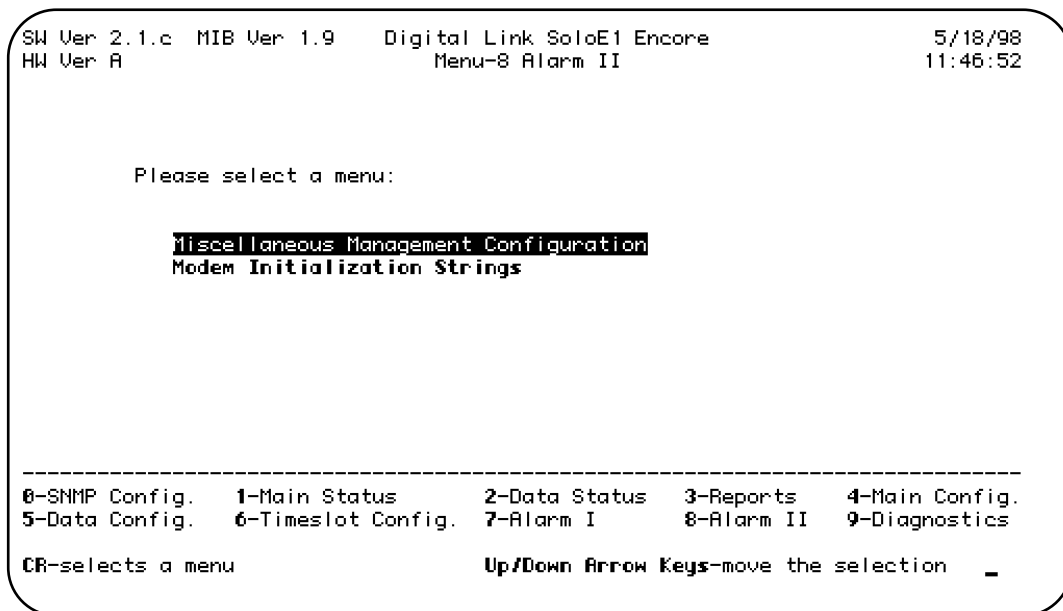 SW Ver 2.1.c  MIB Ver 1.9    Digital Link SoloE1 Encore    5/18/98
HW Ver A    Menu-8 Alarm II    11:46:52
Please select a menu:
Miscellaneous Management Configuration
Modem Initialization Strings
--------------------------------------------------------------------------------
0-SNMP Config.  1-Main Status  2-Data Status  3-Reports  4-Main Config.
5-Data Config.  6-Timeslot Config.  7-Alarm I  8-Alarm II  9-Diagnostics
CR-selects a menu    Up/Down Arrow Keys-move the selection  _